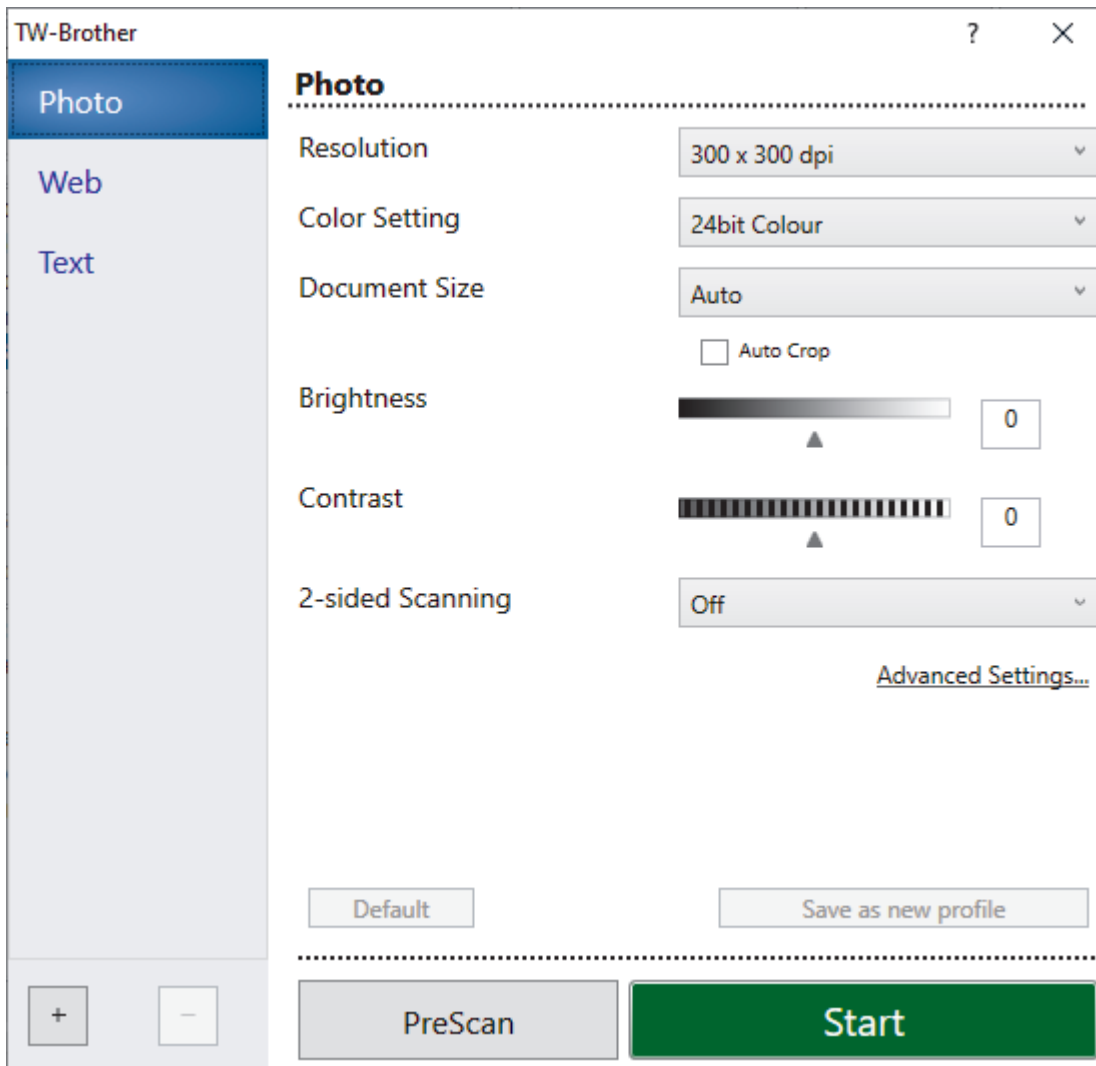 TW-Brother ?
Photo
Web
Text
Photo
Resolution 300 x 300 dpi
Color Setting 24bit Colour
Document Size Auto
Auto Crop
Brightness 0
Contrast 0
2-sided Scanning Off
Advanced Settings...
Default Save as new profile
+ −
PreScan Start